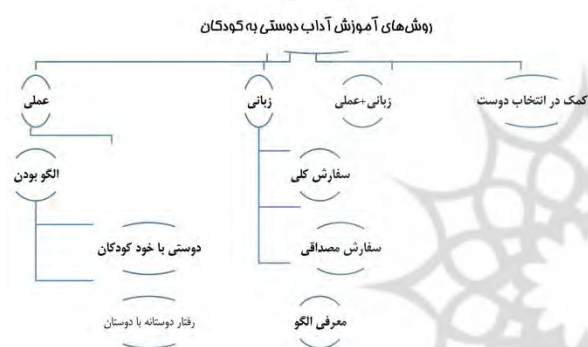 روش‌های آموزش آداب دوستی به کودکان
کمک در انتخاب دوست
زبانی+عملی
زبانی
عملی
سفارش کلی
الگو بودن
سفارش مصداقی
دوستی با خود کودکان
معرفی الگو
رفتار دوستانه با دوستان